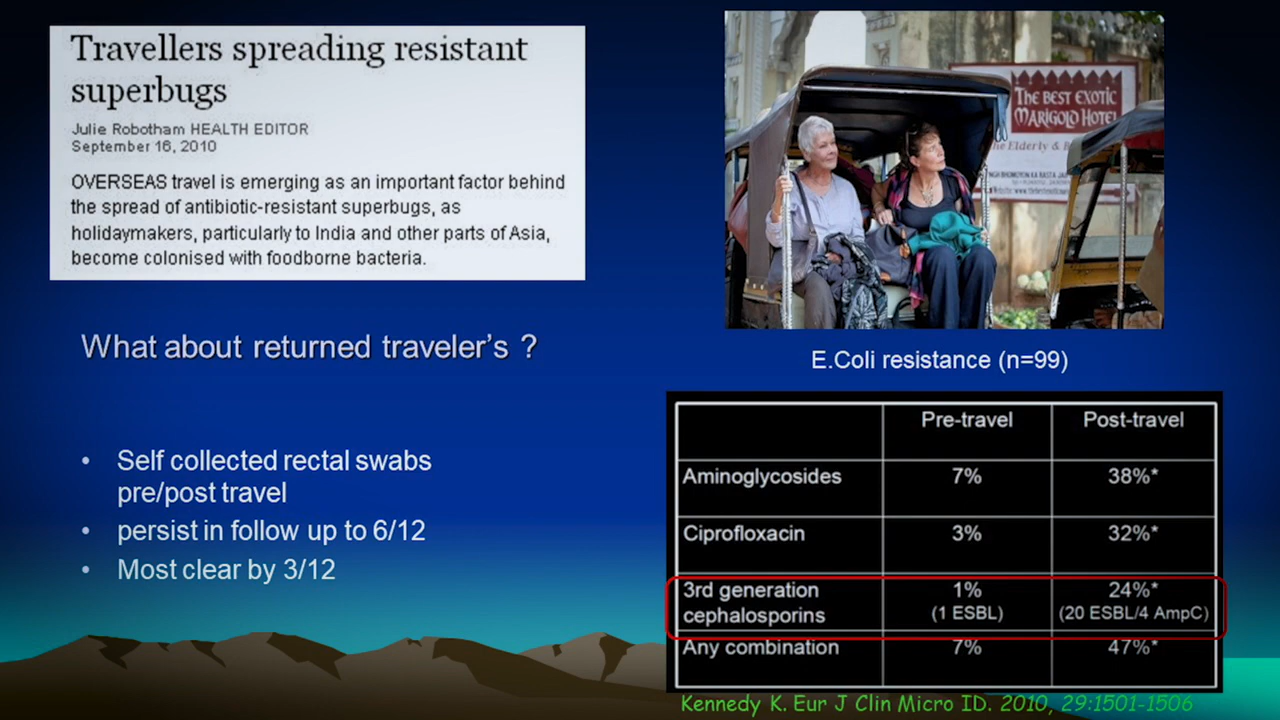 Travellers spreading resistant
superbugs
Julie Robotham HEALTH EDITOR
September 16, 2010
OVERSEAS travel is emerging as an important factor behind
the spread of antibiotic-resistant superbugs, as
holidaymakers, particularly to India and other parts of Asia,
become colonised with foodborne bacteria.
THE BEST EXOTIC
MARIGOLD HOTEL
he Elderly & B
What about returned traveler's ?
• Self collected rectal swabs
pre/post travel
• persist in follow up to 6/12
• Most clear by 3/12
E.Coli resistance (n=99)
Pre-travel Post-travel
Aminoglycosides 7% 38%*
Ciprofloxacin 3% 32%*
3rd generation 1% 24%*
cephalosporins (1 ESBL) (20 ESBL/4 AmpC)
Any combination 7% 47%*
Kennedy K. Eur J Clin Micro ID. 2010, 29:1501-1506